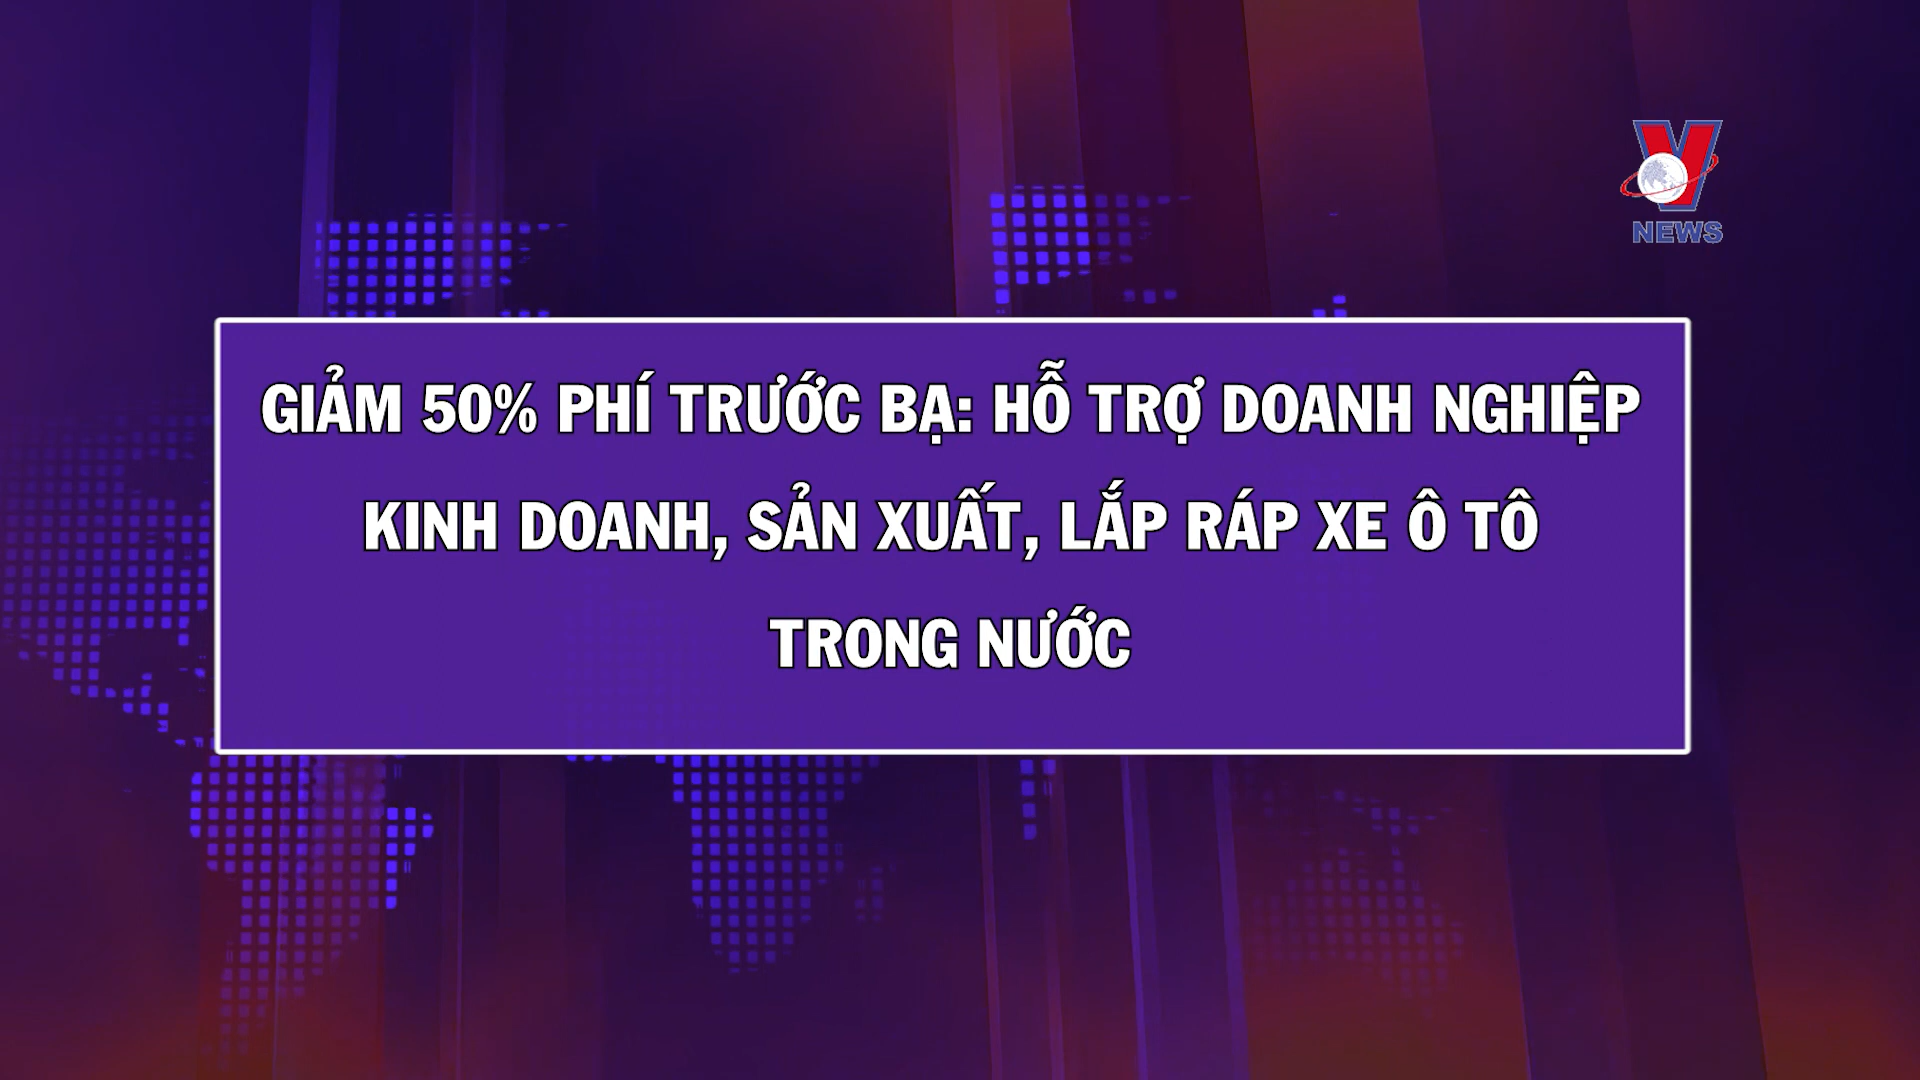 V
NEWS
GIẢM 50% PHÍ TRƯỚC BẠ: HỖ TRỢ DOANH NGHIỆP
KINH DOANH, SẢN XUẤT, LẮP RÁP XE Ô TÔ
TRONG NƯỚC